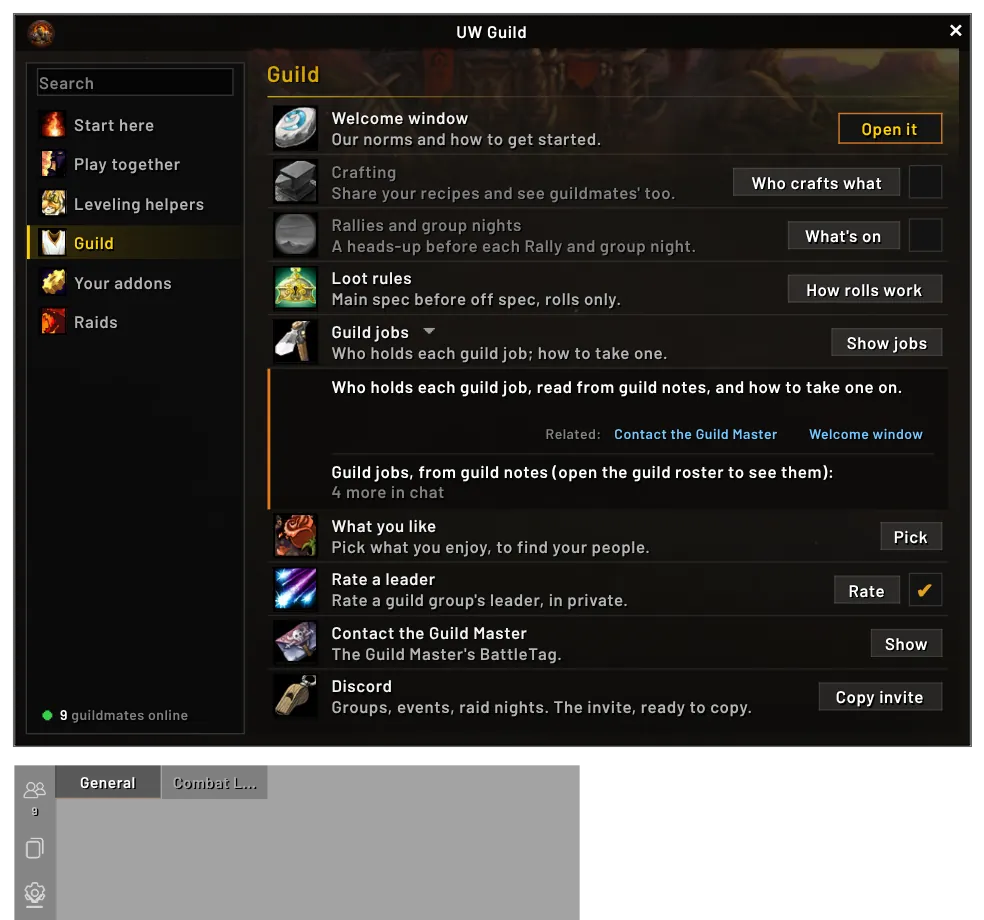 UW Guild
Search
Start here
Play together
Leveling helpers
Guild
Your addons
Raids
9 guildmates online
Guild
Welcome window
Our norms and how to get started.
Open it
Crafting
Share your recipes and see guildmates' too.
Who crafts what
Rallies and group nights
A heads-up before each Rally and group night.
What's on
Loot rules
Main spec before off spec, rolls only.
How rolls work
Guild jobs
Who holds each guild job; how to take one.
Show jobs
Who holds each guild job, read from guild notes, and how to take one on.
Related: Contact the Guild Master Welcome window
Guild jobs, from guild notes (open the guild roster to see them):
4 more in chat
What you like
Pick what you enjoy, to find your people.
Pick
Rate a leader
Rate a guild group's leader, in private.
Rate
Contact the Guild Master
The Guild Master's BattleTag.
Show
Discord
Groups, events, raid nights. The invite, ready to copy.
Copy invite
General
Combat L...
9